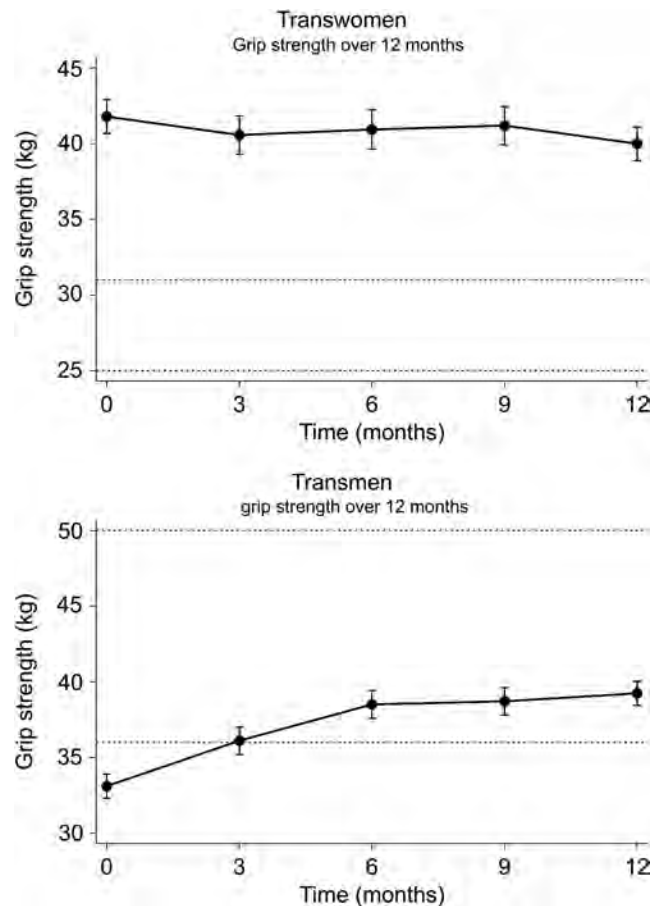 Transwomen
Grip strength over 12 months
45
40
35
30
25
Grip strength (kg)
0 3 6 9 12
Time (months)
Transmen
grip strength over 12 months
50
45
40
35
30
Grip strength (kg)
0 3 6 9 12
Time (months)